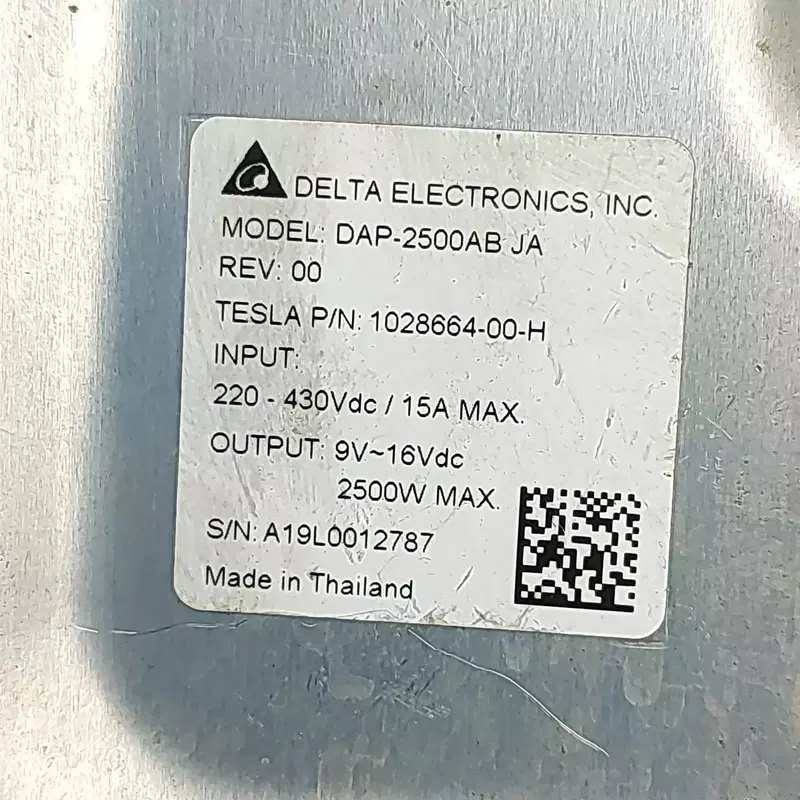 DELTA ELECTRONICS, INC.
MODEL: DAP-2500AB JA
REV: 00
TESLA P/N: 1028664-00-H
INPUT:
220 - 430Vdc / 15A MAX.
OUTPUT: 9V~16Vdc
2500W MAX.
S/N: A19L0012787
Made in Thailand